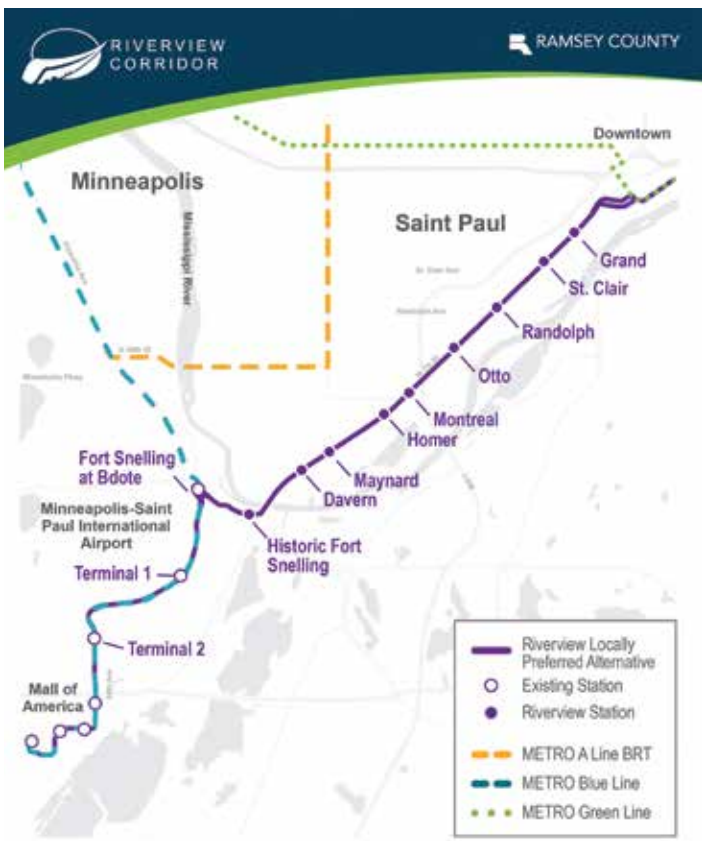 RIVERVIEW
CORRIDOR
RAMSEY COUNTY
Downtown
Minneapolis
Mississippi River
Saint Paul
Grand
St. Clair
Randolph
Otto
Montreal
Homer
Maynard
Davern
Fort Snelling
at Bdote
Minneapolis-Saint
Paul International
Airport
Historic Fort
Snelling
Terminal 1
Terminal 2
Mall of
America
Riverview Locally
Preferred Alternative
Existing Station
Riverview Station
METRO A Line BRT
METRO Blue Line
METRO Green Line